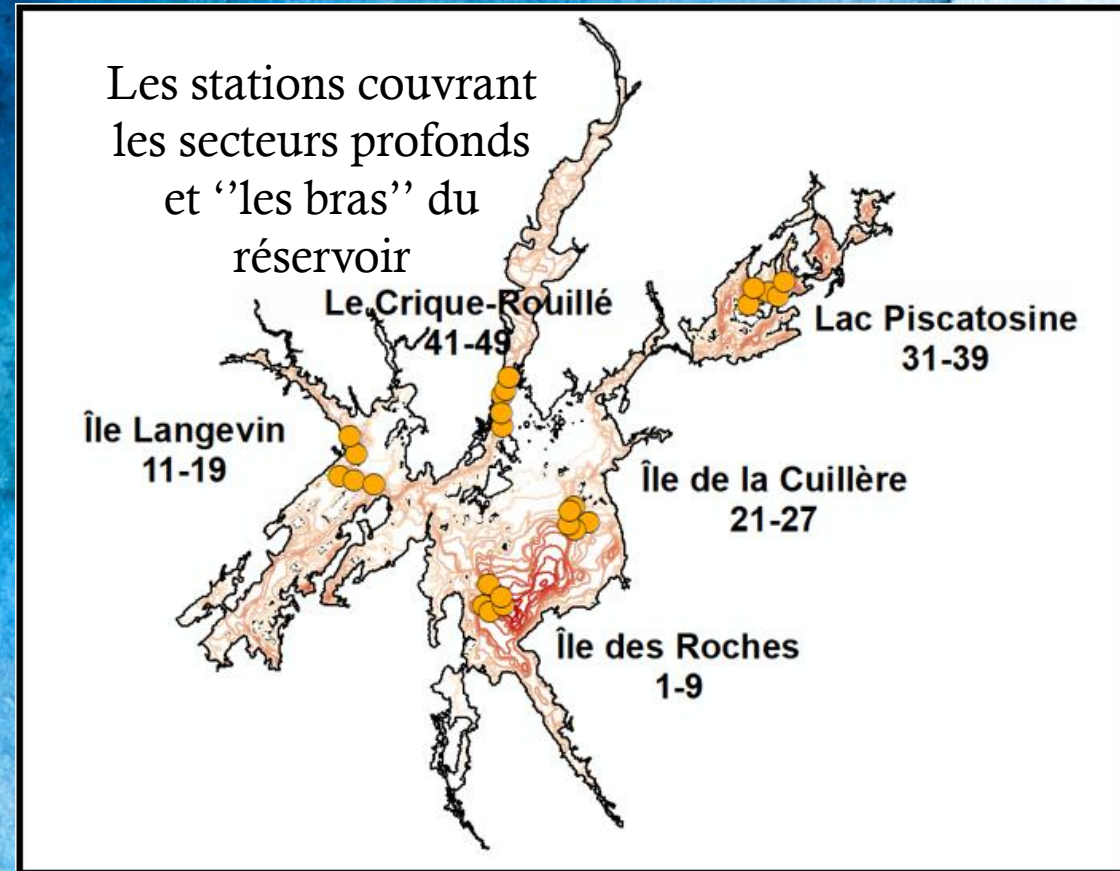 Les stations couvrant
les secteurs profonds
et ‘’les bras’’ du
réservoir
Le Crique-Rouillé
41-49
Lac Piscatosine
31-39
Île Langevin
11-19
Île de la Cuillère
21-27
Île des Roches
1-9